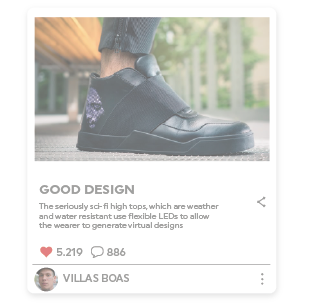 GOOD DESIGN
The seriously sci-fi high tops, which are weather
and water resistant use flexible LEDs to allow
the wearer to generate virtual designs
5.219 886
VILLAS BOAS